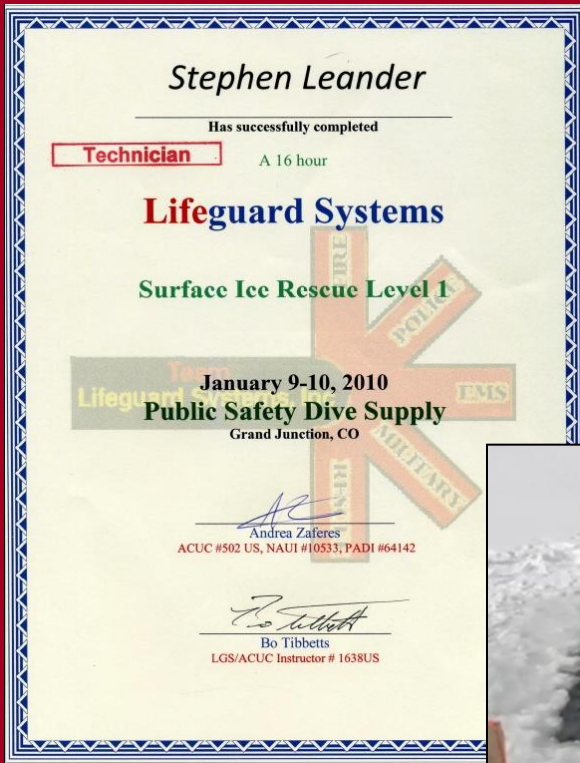 Stephen Leander
Has successfully completed
Technician
A 16 hour
Lifeguard Systems
Surface Ice Rescue Level 1
FIRE
POLICE
EMS
MILITARY
Team
Lifeguard Systems, Inc
January 9-10, 2010
Public Safety Dive Supply
Grand Junction, CO
Andrea Zaferes
ACUC #502 US, NAUI #10533, PADI #64142
Bo Tibbetts
Bo Tibbetts
LGS/ACUC Instructor # 1638US